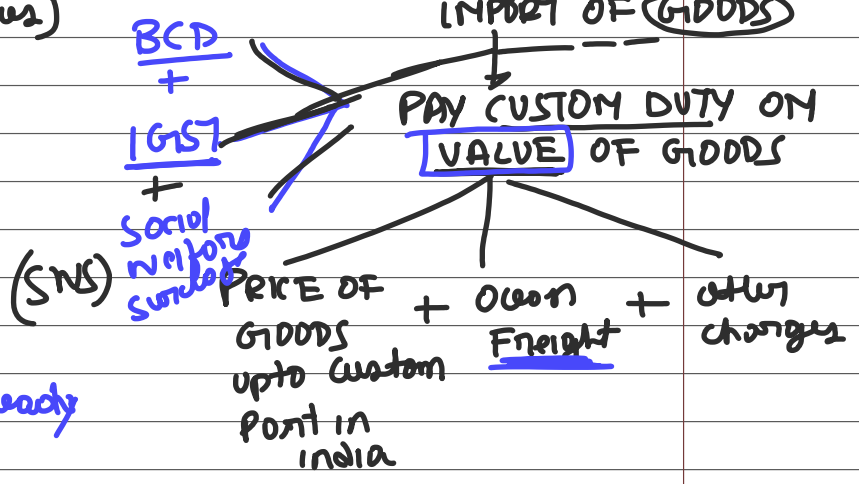 IMPORT OF GOODS
BCD
+
IGST
+
Social
Welfare
Surcharge
(SWS)
PAY CUSTOM DUTY ON
VALUE OF GOODS
PRICE OF
GOODS
upto custom
Port in
india
+
Ocean
Freight
+
other
charges